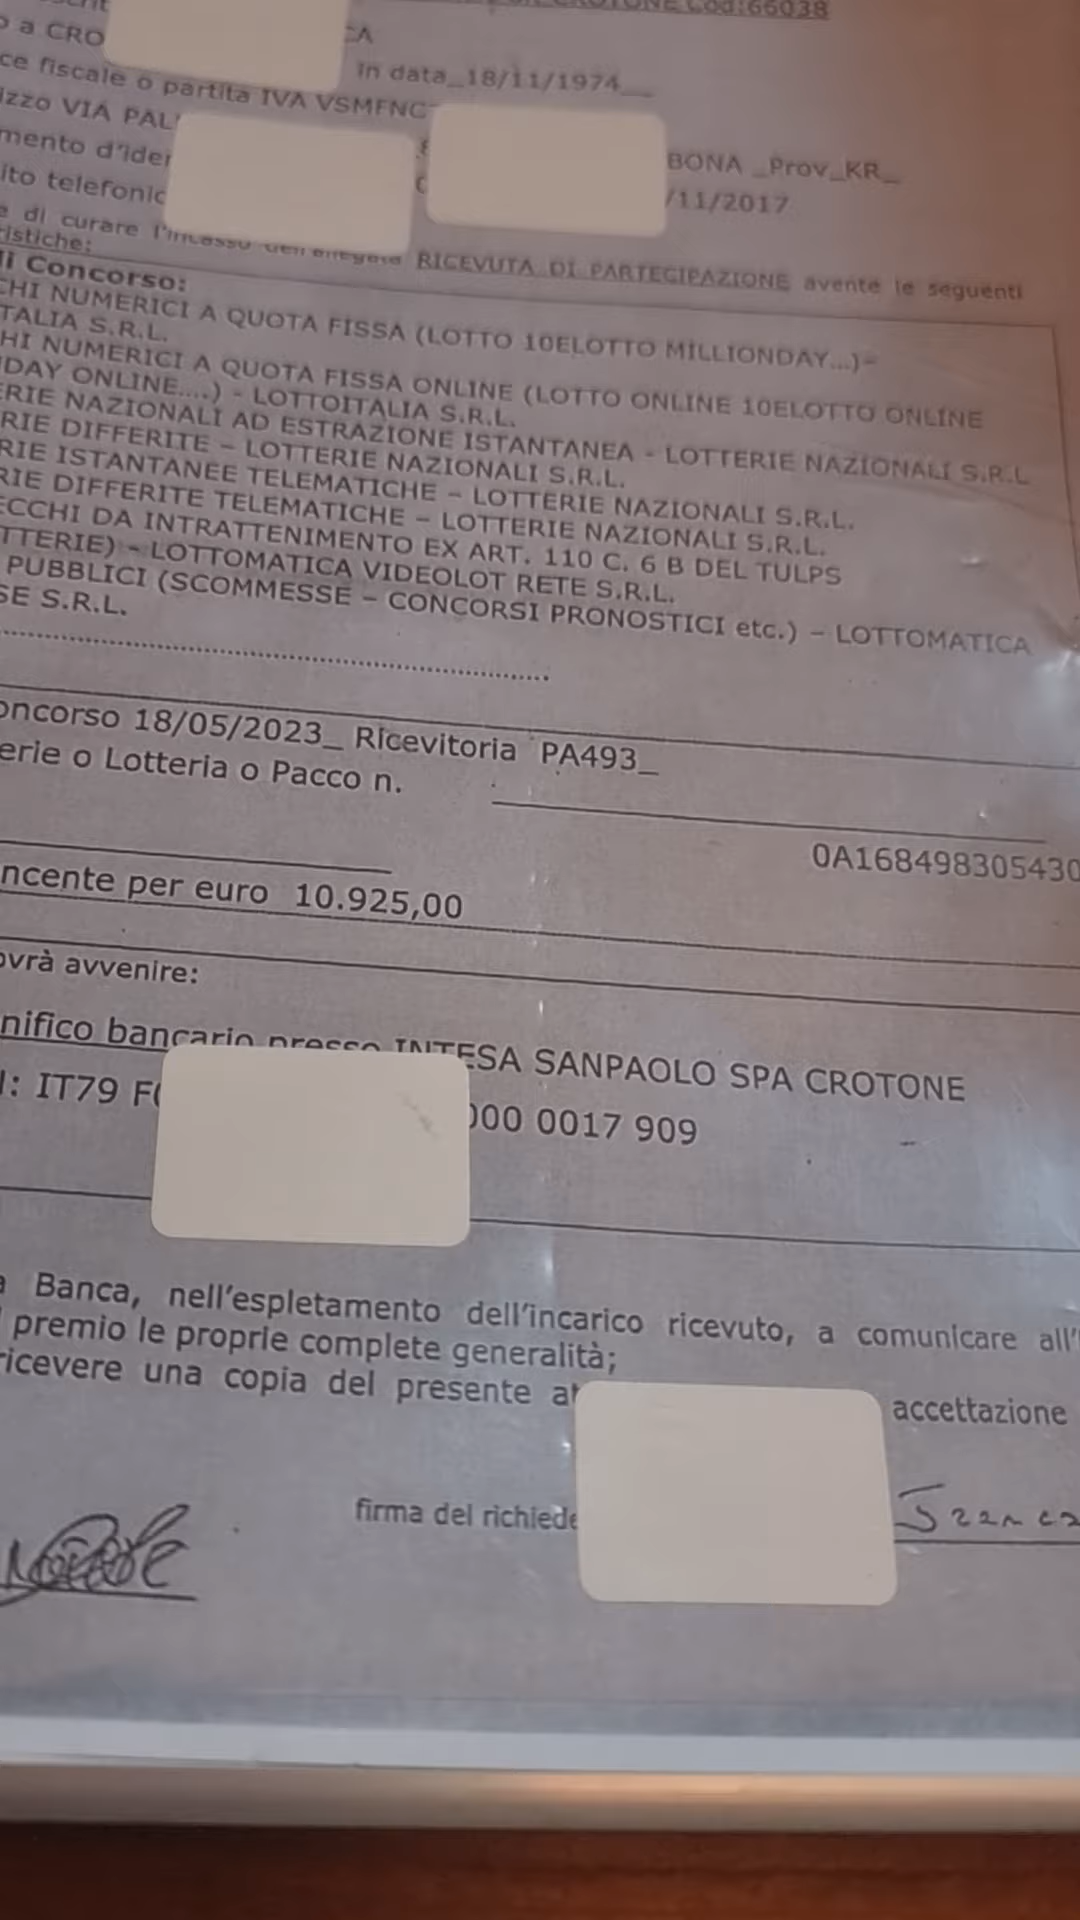 CROTONE Cod:66038
a CRO CA
in data_18/11/1974__
ce fiscale o partita IVA VSMFNC
izzo VIA PAL BONA _Prov_KR_
mento d'ider /11/2017
ito telefonic
e di curare l'incasso dell'allegata RICEVUTA DI PARTECIPAZIONE avente le seguenti
ristiche:
di Concorso:
CHI NUMERICI A QUOTA FISSA (LOTTO 10ELOTTO MILLIONDAY...)–
TALIA S.R.L.
HI NUMERICI A QUOTA FISSA ONLINE (LOTTO ONLINE 10ELOTTO ONLINE
DAY ONLINE....) - LOTTOITALIA S.R.L.
ERIE NAZIONALI AD ESTRAZIONE ISTANTANEA - LOTTERIE NAZIONALI S.R.L
RIE DIFFERITE – LOTTERIE NAZIONALI S.R.L.
RIE ISTANTANEE TELEMATICHE – LOTTERIE NAZIONALI S.R.L.
RIE DIFFERITE TELEMATICHE – LOTTERIE NAZIONALI S.R.L.
ECCHI DA INTRATTENIMENTO EX ART. 110 C. 6 B DEL TULPS
TTERIE) – LOTTOMATICA VIDEOLOT RETE S.R.L.
PUBBLICI (SCOMMESSE – CONCORSI PRONOSTICI etc.) – LOTTOMATICA
SE S.R.L.
oncorso 18/05/2023_ Ricevitoria PA493_
erie o Lotteria o Pacco n.
0A168498305430
ncente per euro 10.925,00
ovrà avvenire:
nifico bancario presso INTESA SANPAOLO SPA CROTONE
: IT79 F 000 0017 909
a Banca, nell'espletamento dell'incarico ricevuto, a comunicare all'
l premio le proprie complete generalità;
ricevere una copia del presente at accettazione
firma del richiede